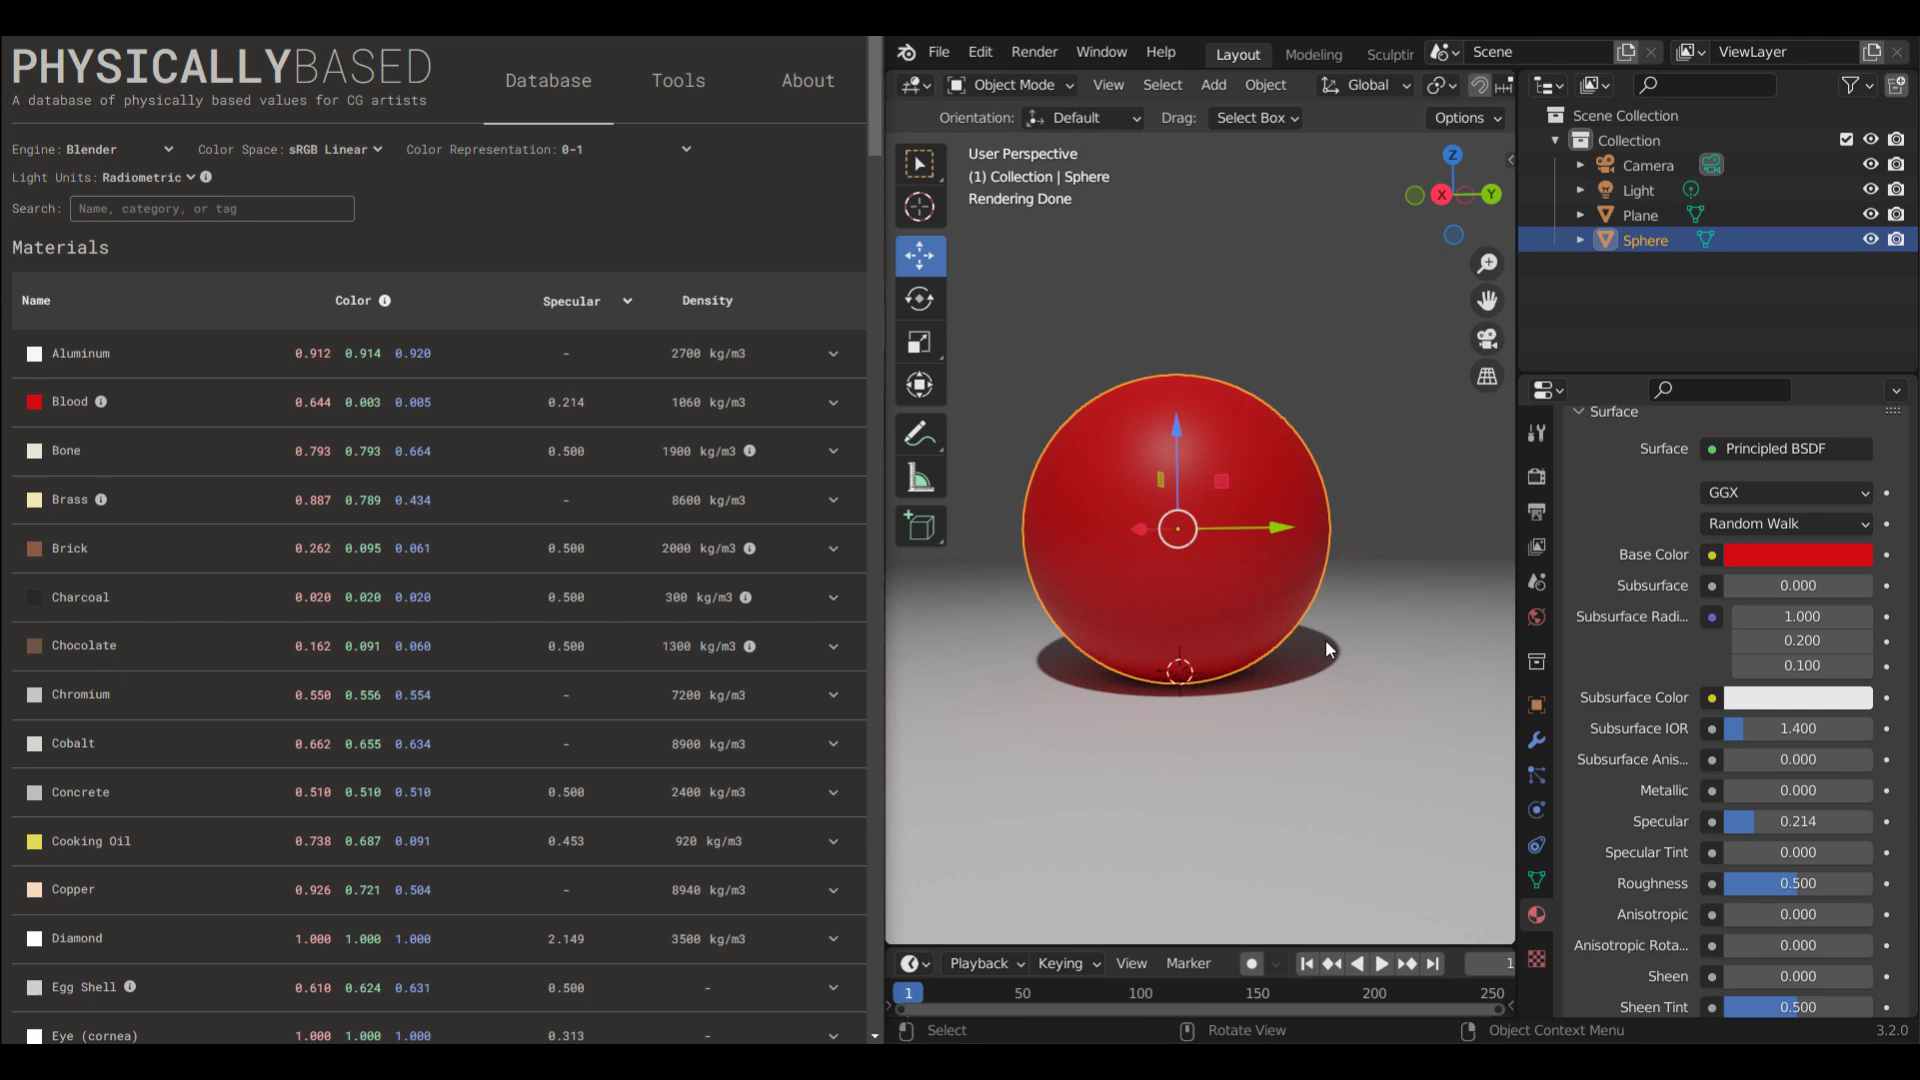 PHYSICALLYBASED
A database of physically based values for CG artists
Database Tools About
Engine: Blender Color Space: sRGB Linear Color Representation: 0-1
Light Units: Radiometric
Search: Name, category, or tag
Materials
Name Color Specular Density
Aluminum 0.912 0.914 0.920 - 2700 kg/m3
Blood 0.644 0.003 0.005 0.214 1060 kg/m3
Bone 0.793 0.793 0.664 0.500 1900 kg/m3
Brass 0.887 0.789 0.434 - 8600 kg/m3
Brick 0.262 0.095 0.061 0.500 2000 kg/m3
Charcoal 0.020 0.020 0.020 0.500 300 kg/m3
Chocolate 0.162 0.091 0.060 0.500 1300 kg/m3
Chromium 0.550 0.556 0.554 - 7200 kg/m3
Cobalt 0.662 0.655 0.634 - 8900 kg/m3
Concrete 0.510 0.510 0.510 0.500 2400 kg/m3
Cooking Oil 0.738 0.687 0.091 0.453 920 kg/m3
Copper 0.926 0.721 0.504 - 8940 kg/m3
Diamond 1.000 1.000 1.000 2.149 3500 kg/m3
Egg Shell 0.610 0.624 0.631 0.500 -
Eye (cornea) 1.000 1.000 1.000 0.313 -
File Edit Render Window Help Layout Modeling Sculptin Scene ViewLayer
Object Mode View Select Add Object Global
Orientation: Default Drag: Select Box Options
User Perspective
(1) Collection | Sphere
Rendering Done
Z
X
Y
Playback Keying View Marker 1
1 50 100 150 200 250
Select Rotate View Object Context Menu 3.2.0
Scene Collection
Collection
Camera
Light
Plane
Sphere
Surface
Surface Principled BSDF
GGX
Random Walk
Base Color
Subsurface 0.000
Subsurface Radi... 1.000
0.200
0.100
Subsurface Color
Subsurface IOR 1.400
Subsurface Anis... 0.000
Metallic 0.000
Specular 0.214
Specular Tint 0.000
Roughness 0.500
Anisotropic 0.000
Anisotropic Rota... 0.000
Sheen 0.000
Sheen Tint 0.500